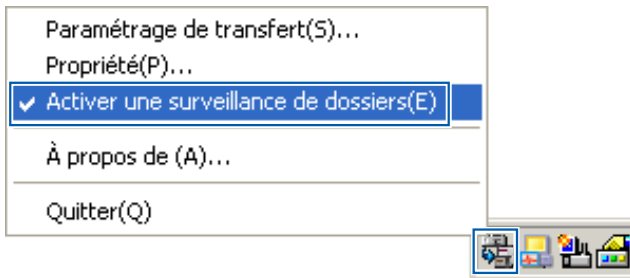 Paramétrage de transfert(S)...
Propriété(P)...
Activer une surveillance de dossiers(E)
À propos de (A)...
Quitter(Q)